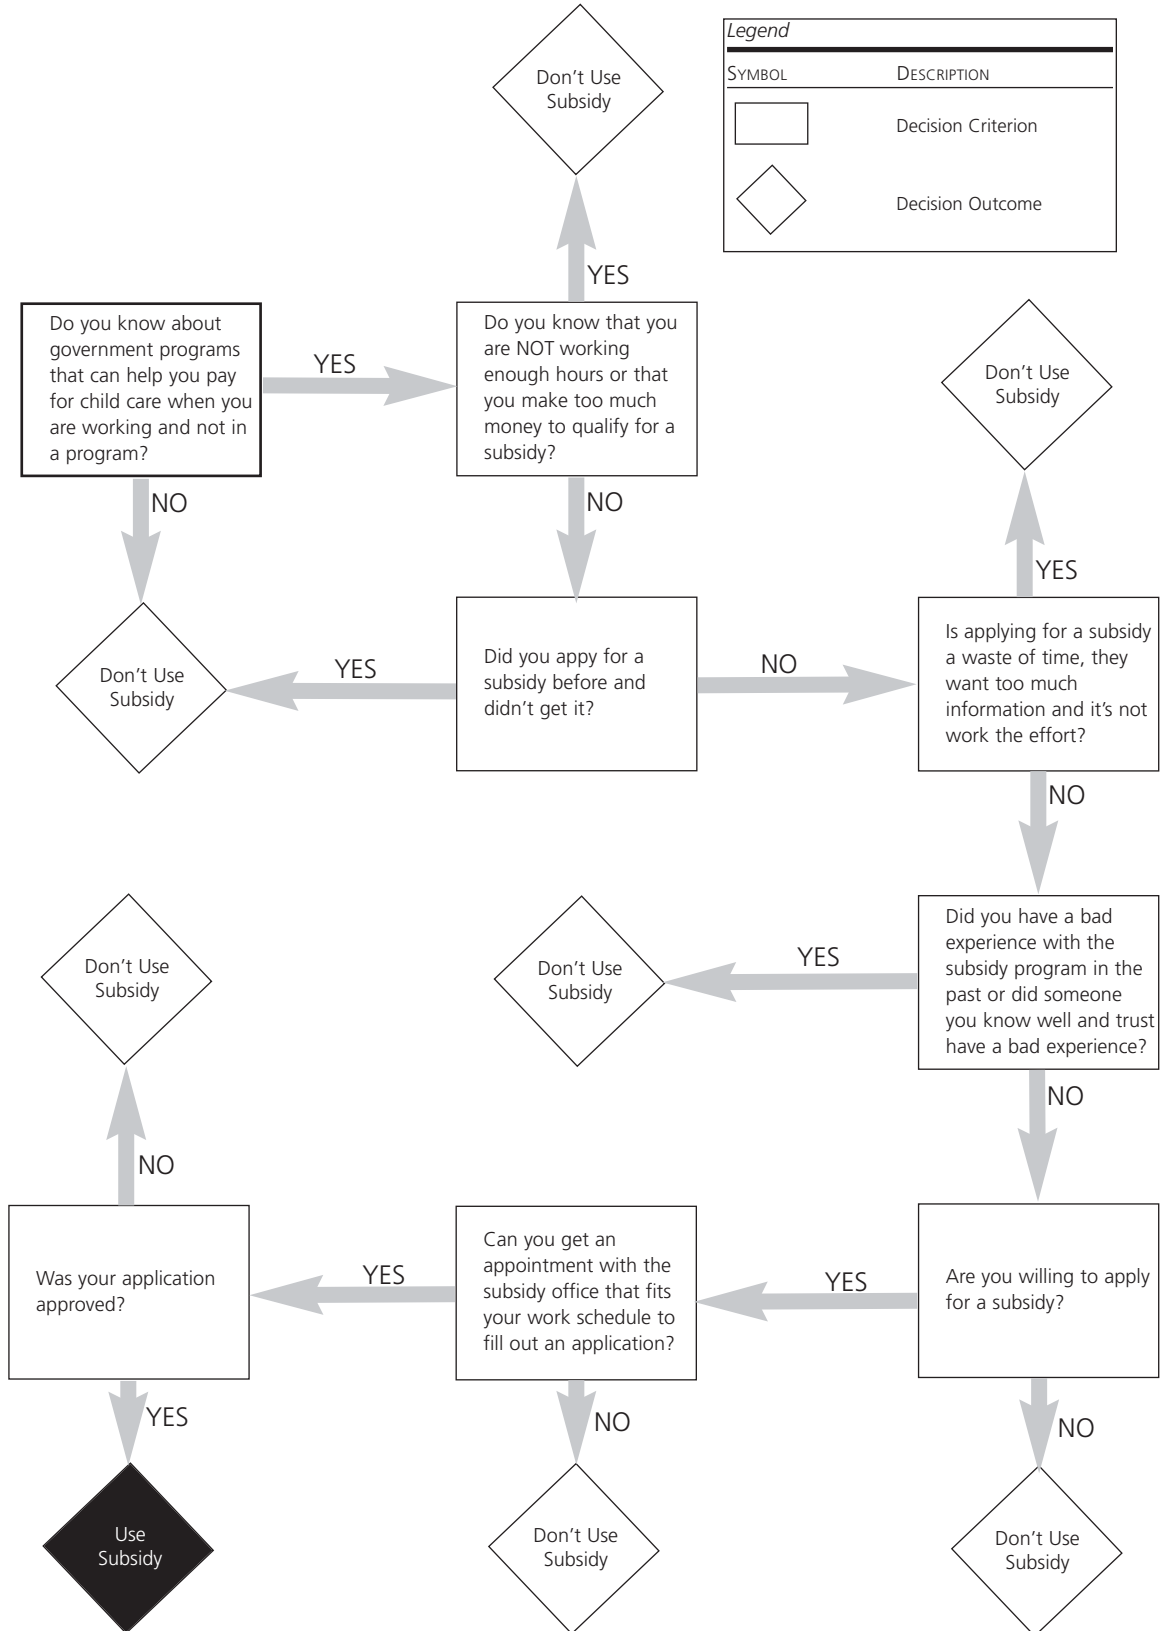 Don't Use
Subsidy
Legend
SYMBOL DESCRIPTION
Decision Criterion
Decision Outcome
YES
Do you know about
government programs
that can help you pay
for child care when you
are working and not in
a program?
YES
Do you know that you
are NOT working
enough hours or that
you make too much
money to qualify for a
subsidy?
Don't Use
Subsidy
NO
NO
YES
Don't Use
Subsidy
YES
Did you appy for a
subsidy before and
didn't get it?
NO
Is applying for a subsidy
a waste of time, they
want too much
information and it's not
work the effort?
NO
Don't Use
Subsidy
Don't Use
Subsidy
YES
Did you have a bad
experience with the
subsidy program in the
past or did someone
you know well and trust
have a bad experience?
NO
NO
Was your application
approved?
YES
Can you get an
appointment with the
subsidy office that fits
your work schedule to
fill out an application?
YES
Are you willing to apply
for a subsidy?
YES
NO
NO
Use
Subsidy
Don't Use
Subsidy
Don't Use
Subsidy